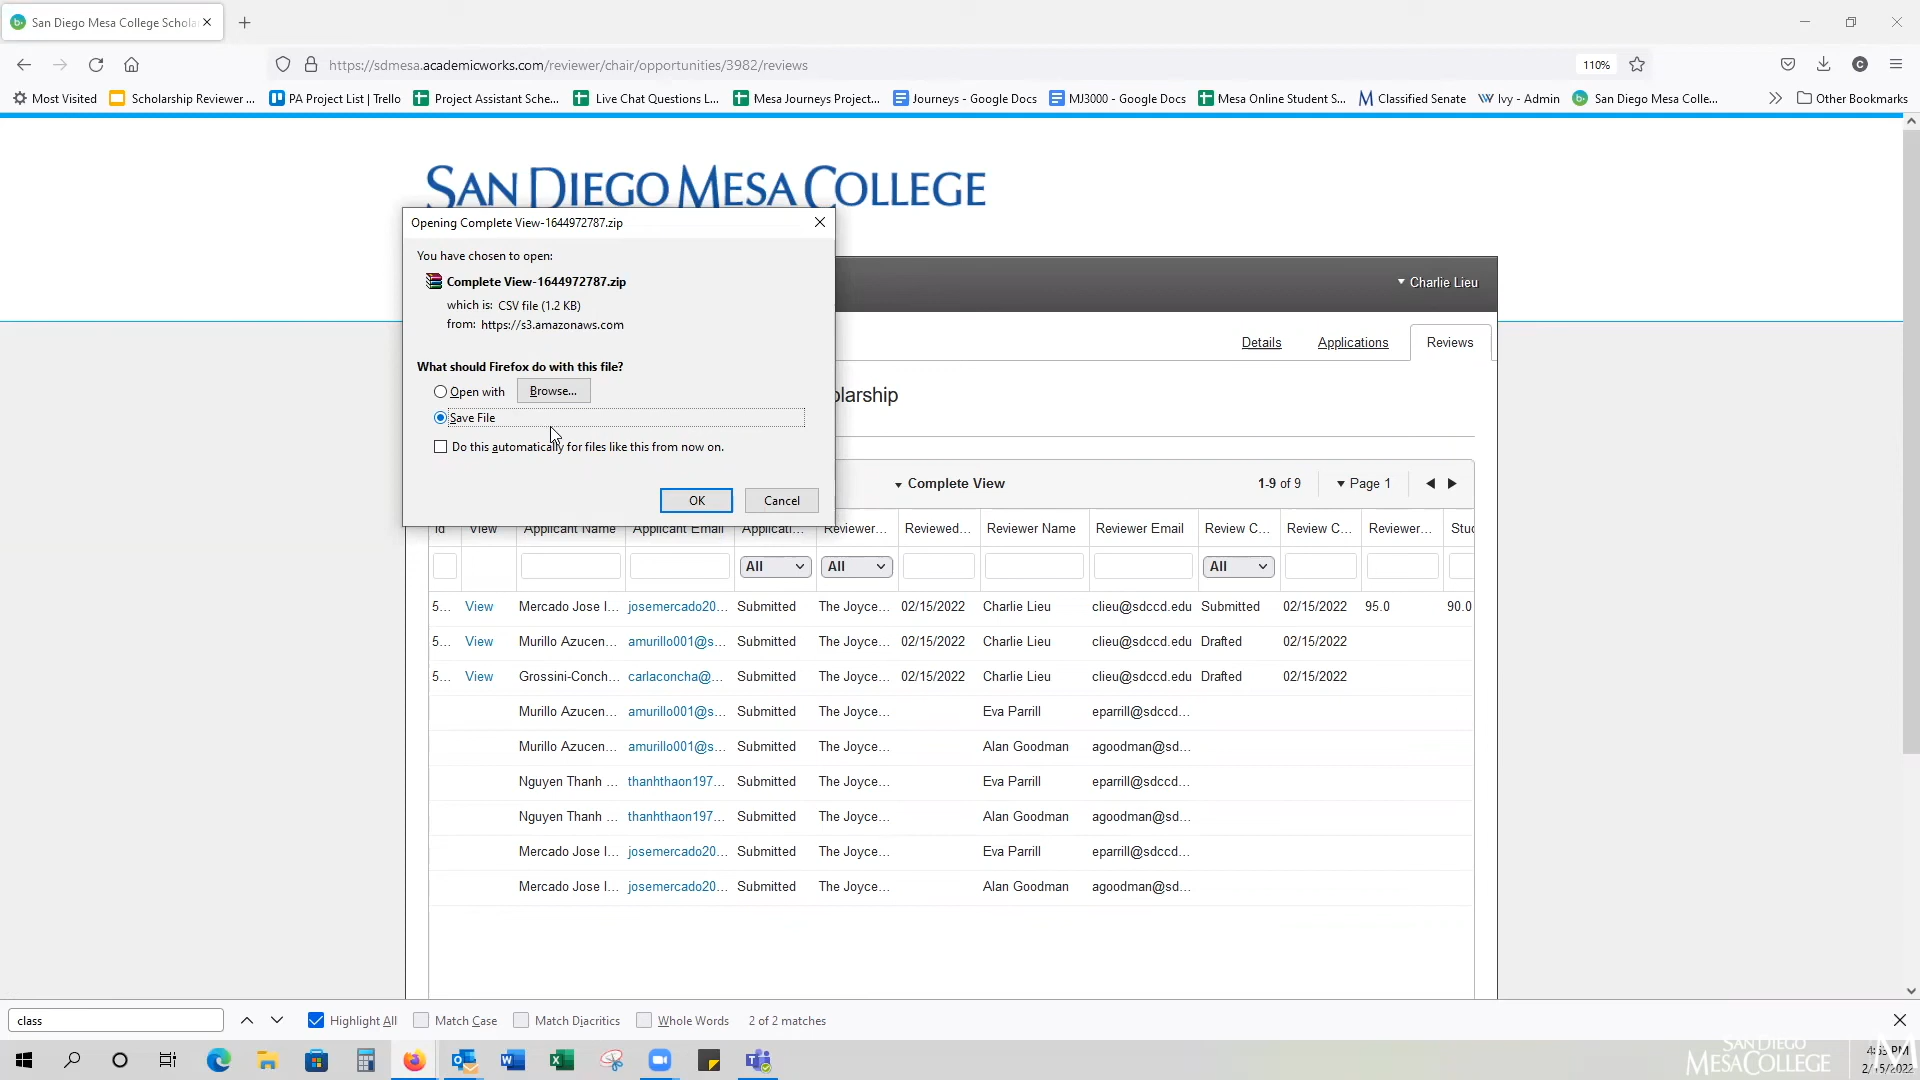 San Diego Mesa College Schola
https://sdmesa.academicworks.com/reviewer/chair/opportunities/3982/reviews
110%
C
Most Visited
Scholarship Reviewer ...
PA Project List | Trello
Project Assistant Sche...
Live Chat Questions L...
Mesa Journeys Project...
Journeys - Google Docs
MJ3000 - Google Docs
Mesa Online Student S...
Classified Senate
Ivy - Admin
San Diego Mesa Colle...
Other Bookmarks
SAN DIEGO MESA COLLEGE
Opening Complete View-1644972787.zip
You have chosen to open:
Complete View-1644972787.zip
which is: CSV file (1.2 KB)
from: https://s3.amazonaws.com
What should Firefox do with this file?
Open with
Browse...
Save File
Do this automatically for files like this from now on.
OK
Cancel
Charlie Lieu
Details
Applications
Reviews
olarship
Complete View
1-9 of 9
Page 1
Id View Applicant Name Applicant Email Applicati... Reviewer... Reviewed... Reviewer Name Reviewer Email Review C... Review C... Reviewer... Stuc
All All All
5... View Mercado Jose I... josemercado20... Submitted The Joyce... 02/15/2022 Charlie Lieu clieu@sdccd.edu Submitted 02/15/2022 95.0 90.0
5... View Murillo Azucen... amurillo001@s... Submitted The Joyce... 02/15/2022 Charlie Lieu clieu@sdccd.edu Drafted 02/15/2022
5... View Grossini-Conch... carlaconcha@... Submitted The Joyce... 02/15/2022 Charlie Lieu clieu@sdccd.edu Drafted 02/15/2022
Murillo Azucen... amurillo001@s... Submitted The Joyce... Eva Parrill eparrill@sdccd...
Murillo Azucen... amurillo001@s... Submitted The Joyce... Alan Goodman agoodman@sd...
Nguyen Thanh ... thanhthaon197... Submitted The Joyce... Eva Parrill eparrill@sdccd...
Nguyen Thanh ... thanhthaon197... Submitted The Joyce... Alan Goodman agoodman@sd...
Mercado Jose I... josemercado20... Submitted The Joyce... Eva Parrill eparrill@sdccd...
Mercado Jose I... josemercado20... Submitted The Joyce... Alan Goodman agoodman@sd...
class
Highlight All
Match Case
Match Diacritics
Whole Words
2 of 2 matches
SAN DIEGO
MESA COLLEGE
4:53 PM
2/15/2022